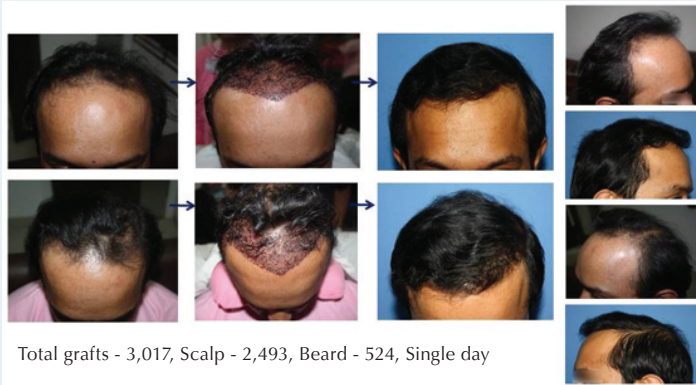 Total grafts - 3,017, Scalp - 2,493, Beard - 524, Single day